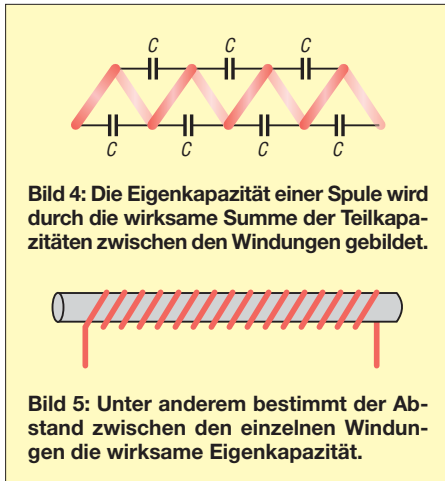 C C C
C C C C
Bild 4: Die Eigenkapazität einer Spule wird
durch die wirksame Summe der Teilkapa-
zitäten zwischen den Windungen gebildet.
Bild 5: Unter anderem bestimmt der Ab-
stand zwischen den einzelnen Windun-
gen die wirksame Eigenkapazität.